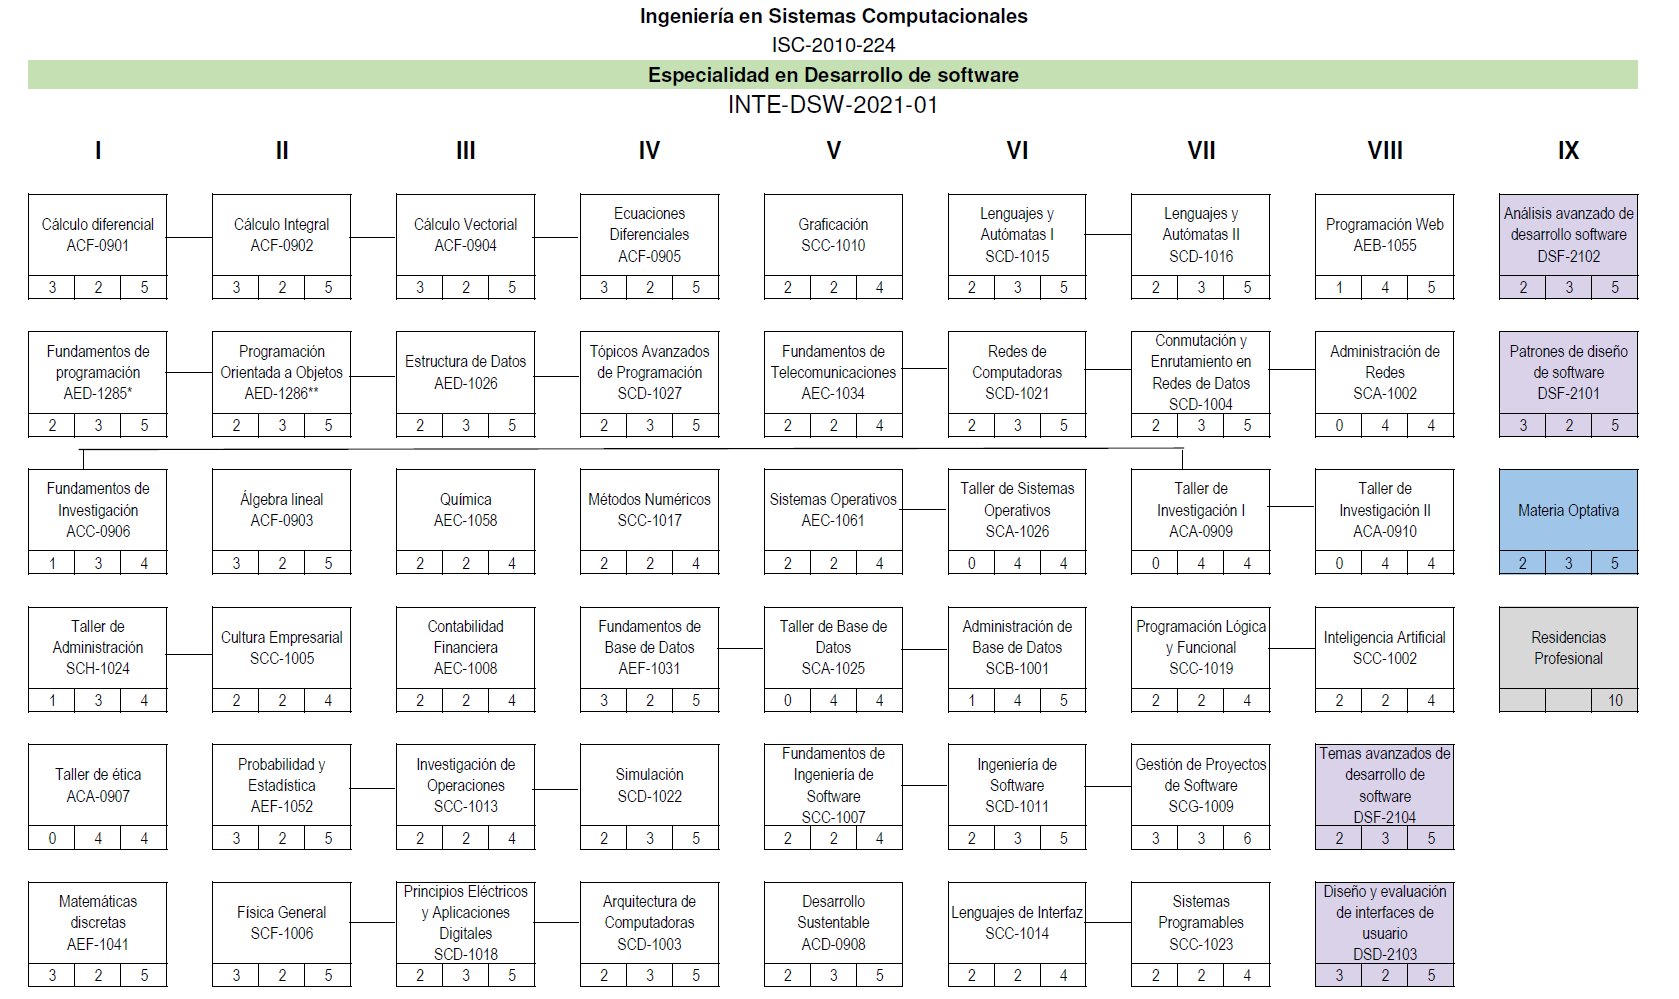 Ingeniería en Sistemas Computacionales
ISC-2010-224
Especialidad en Desarrollo de software
INTE-DSW-2021-01
I II III IV V VI VII VIII IX
Cálculo diferencial
ACF-0901
3 2 5
Cálculo Integral
ACF-0902
3 2 5
Cálculo Vectorial
ACF-0904
3 2 5
Ecuaciones
Diferenciales
ACF-0905
3 2 5
Graficación
SCC-1010
2 2 4
Lenguajes y
Autómatas I
SCD-1015
2 3 5
Lenguajes y
Autómatas II
SCD-1016
2 3 5
Programación Web
AEB-1055
1 4 5
Análisis avanzado de
desarrollo software
DSF-2102
2 3 5
Fundamentos de
programación
AED-1285*
2 3 5
Programación
Orientada a Objetos
AED-1286**
2 3 5
Estructura de Datos
AED-1026
2 3 5
Tópicos Avanzados
de Programación
SCD-1027
2 3 5
Fundamentos de
Telecomunicaciones
AEC-1034
2 2 4
Redes de
Computadoras
SCD-1021
2 3 5
Conmutación y
Enrutamiento en
Redes de Datos
SCD-1004
2 3 5
Administración de
Redes
SCA-1002
0 4 4
Patrones de diseño
de software
DSF-2101
3 2 5
Fundamentos de
Investigación
ACC-0906
1 3 4
Álgebra lineal
ACF-0903
3 2 5
Química
AEC-1058
2 2 4
Métodos Numéricos
SCC-1017
2 2 4
Sistemas Operativos
AEC-1061
2 2 4
Taller de Sistemas
Operativos
SCA-1026
0 4 4
Taller de
Investigación I
ACA-0909
0 4 4
Taller de
Investigación II
ACA-0910
0 4 4
Materia Optativa
2 3 5
Taller de
Administración
SCH-1024
1 3 4
Cultura Empresarial
SCC-1005
2 2 4
Contabilidad
Financiera
AEC-1008
2 2 4
Fundamentos de
Base de Datos
AEF-1031
3 2 5
Taller de Base de
Datos
SCA-1025
0 4 4
Administración de
Base de Datos
SCB-1001
1 4 5
Programación Lógica
y Funcional
SCC-1019
2 2 4
Inteligencia Artificial
SCC-1002
2 2 4
Residencias
Profesional
10
Taller de ética
ACA-0907
0 4 4
Probabilidad y
Estadística
AEF-1052
3 2 5
Investigación de
Operaciones
SCC-1013
2 2 4
Simulación
SCD-1022
2 3 5
Fundamentos de
Ingeniería de
Software
SCC-1007
2 2 4
Ingeniería de
Software
SCD-1011
2 3 5
Gestión de Proyectos
de Software
SCG-1009
3 3 6
Temas avanzados de
desarrollo de
software
DSF-2104
2 3 5
Matemáticas
discretas
AEF-1041
3 2 5
Física General
SCF-1006
3 2 5
Principios Eléctricos
y Aplicaciones
Digitales
SCD-1018
2 3 5
Arquitectura de
Computadoras
SCD-1003
2 3 5
Desarrollo
Sustentable
ACD-0908
2 3 5
Lenguajes de Interfaz
SCC-1014
2 2 4
Sistemas
Programables
SCC-1023
2 2 4
Diseño y evaluación
de interfaces de
usuario
DSD-2103
3 2 5